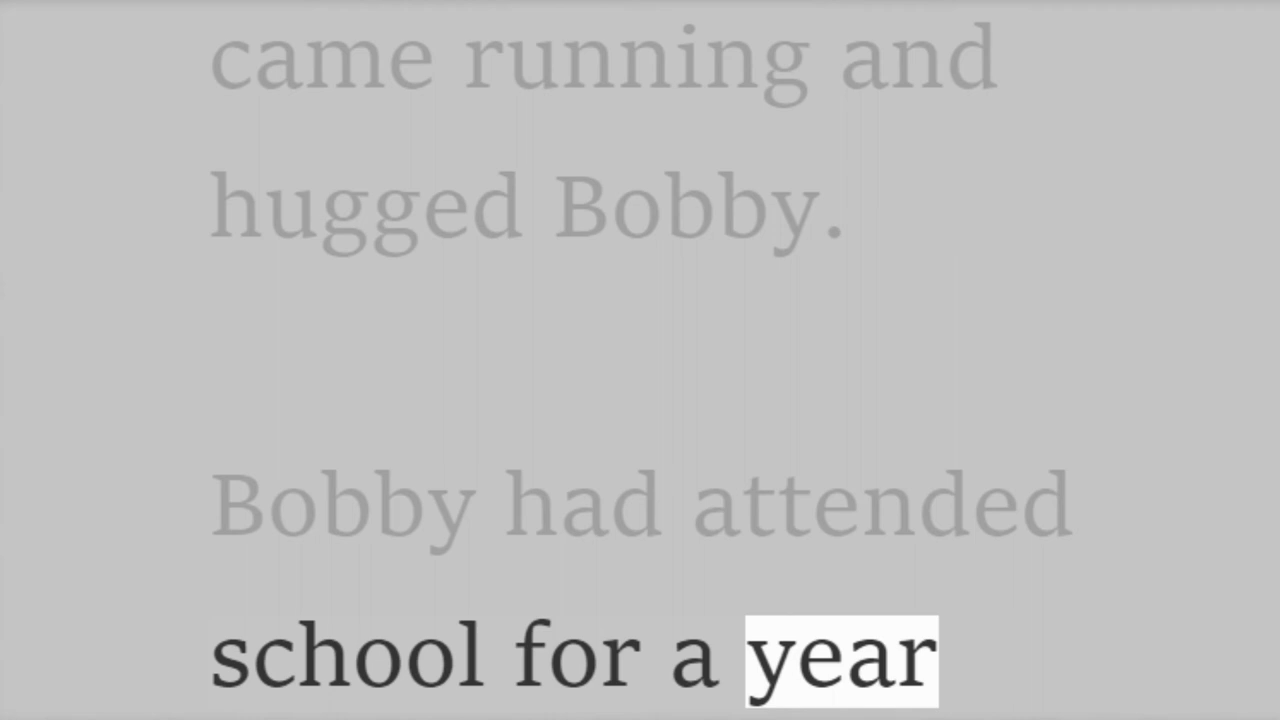 came running and
hugged Bobby.
Bobby had attended
school for a year